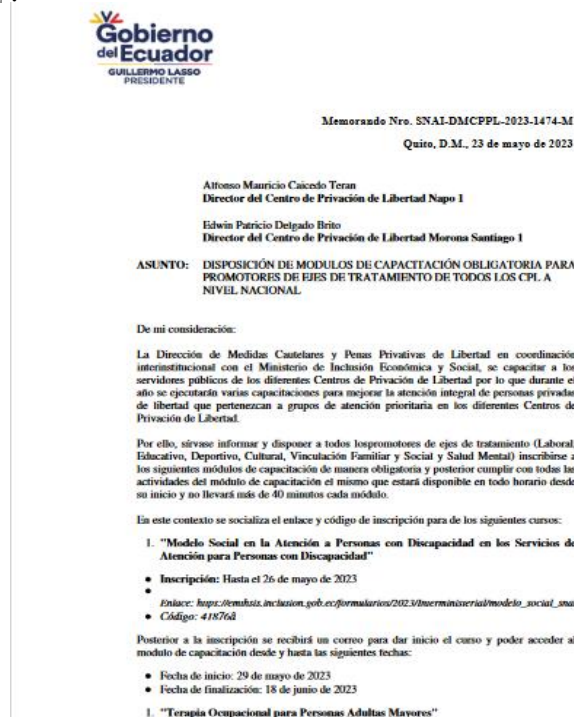 Gobierno
del Ecuador
GUILLERMO LASSO
PRESIDENTE
Memorando Nro. SNAI-DMCPPL-2023-1474-M
Quito, D.M., 23 de mayo de 2023
Alfonso Mauricio Caicedo Teran
Director del Centro de Privación de Libertad Napo 1
Edwin Patricio Delgado Brito
Director del Centro de Privación de Libertad Morona Santiago 1
ASUNTO: DISPOSICIÓN DE MODULOS DE CAPACITACIÓN OBLIGATORIA PARA
PROMOTORES DE EJES DE TRATAMIENTO DE TODOS LOS CPL A
NIVEL NACIONAL
De mi consideración:
La Dirección de Medidas Cautelares y Penas Privativas de Libertad en coordinación
interinstitucional con el Ministerio de Inclusión Económica y Social, se capacitar a los
servidores públicos de los diferentes Centros de Privación de Libertad por lo que durante el
año se ejecutarán varias capacitaciones para mejorar la atención integral de personas privadas
de libertad que pertenezcan a grupos de atención prioritaria en los diferentes Centros de
Privación de Libertad.
Por ello, sírvase informar y disponer a todos lospromotores de ejes de tratamiento (Laboral,
Educativo, Deportivo, Cultural, Vinculación Familiar y Social y Salud Mental) inscribirse a
los siguientes módulos de capacitación de manera obligatoria y posterior cumplir con todas las
actividades del módulo de capacitación el mismo que estará disponible en todo horario desde
su inicio y no llevará más de 40 minutos cada módulo.
En este contexto se socializa el enlace y código de inscripción para de los siguientes cursos:
1. "Modelo Social en la Atención a Personas con Discapacidad en los Servicios de
Atención para Personas con Discapacidad"
• Inscripción: Hasta el 26 de mayo de 2023
•
Enlace: inclusion.gob.ec/formularios/2023/Interministerial/modelo_social_snai
• Código:
Posterior a la inscripción se recibirá un correo para dar inicio el curso y poder acceder al
modulo de capacitación desde y hasta las siguientes fechas:
• Fecha de inicio: 29 de mayo de 2023
• Fecha de finalización: 18 de junio de 2023
1. "Terapia Ocupacional para Personas Adultas Mayores"